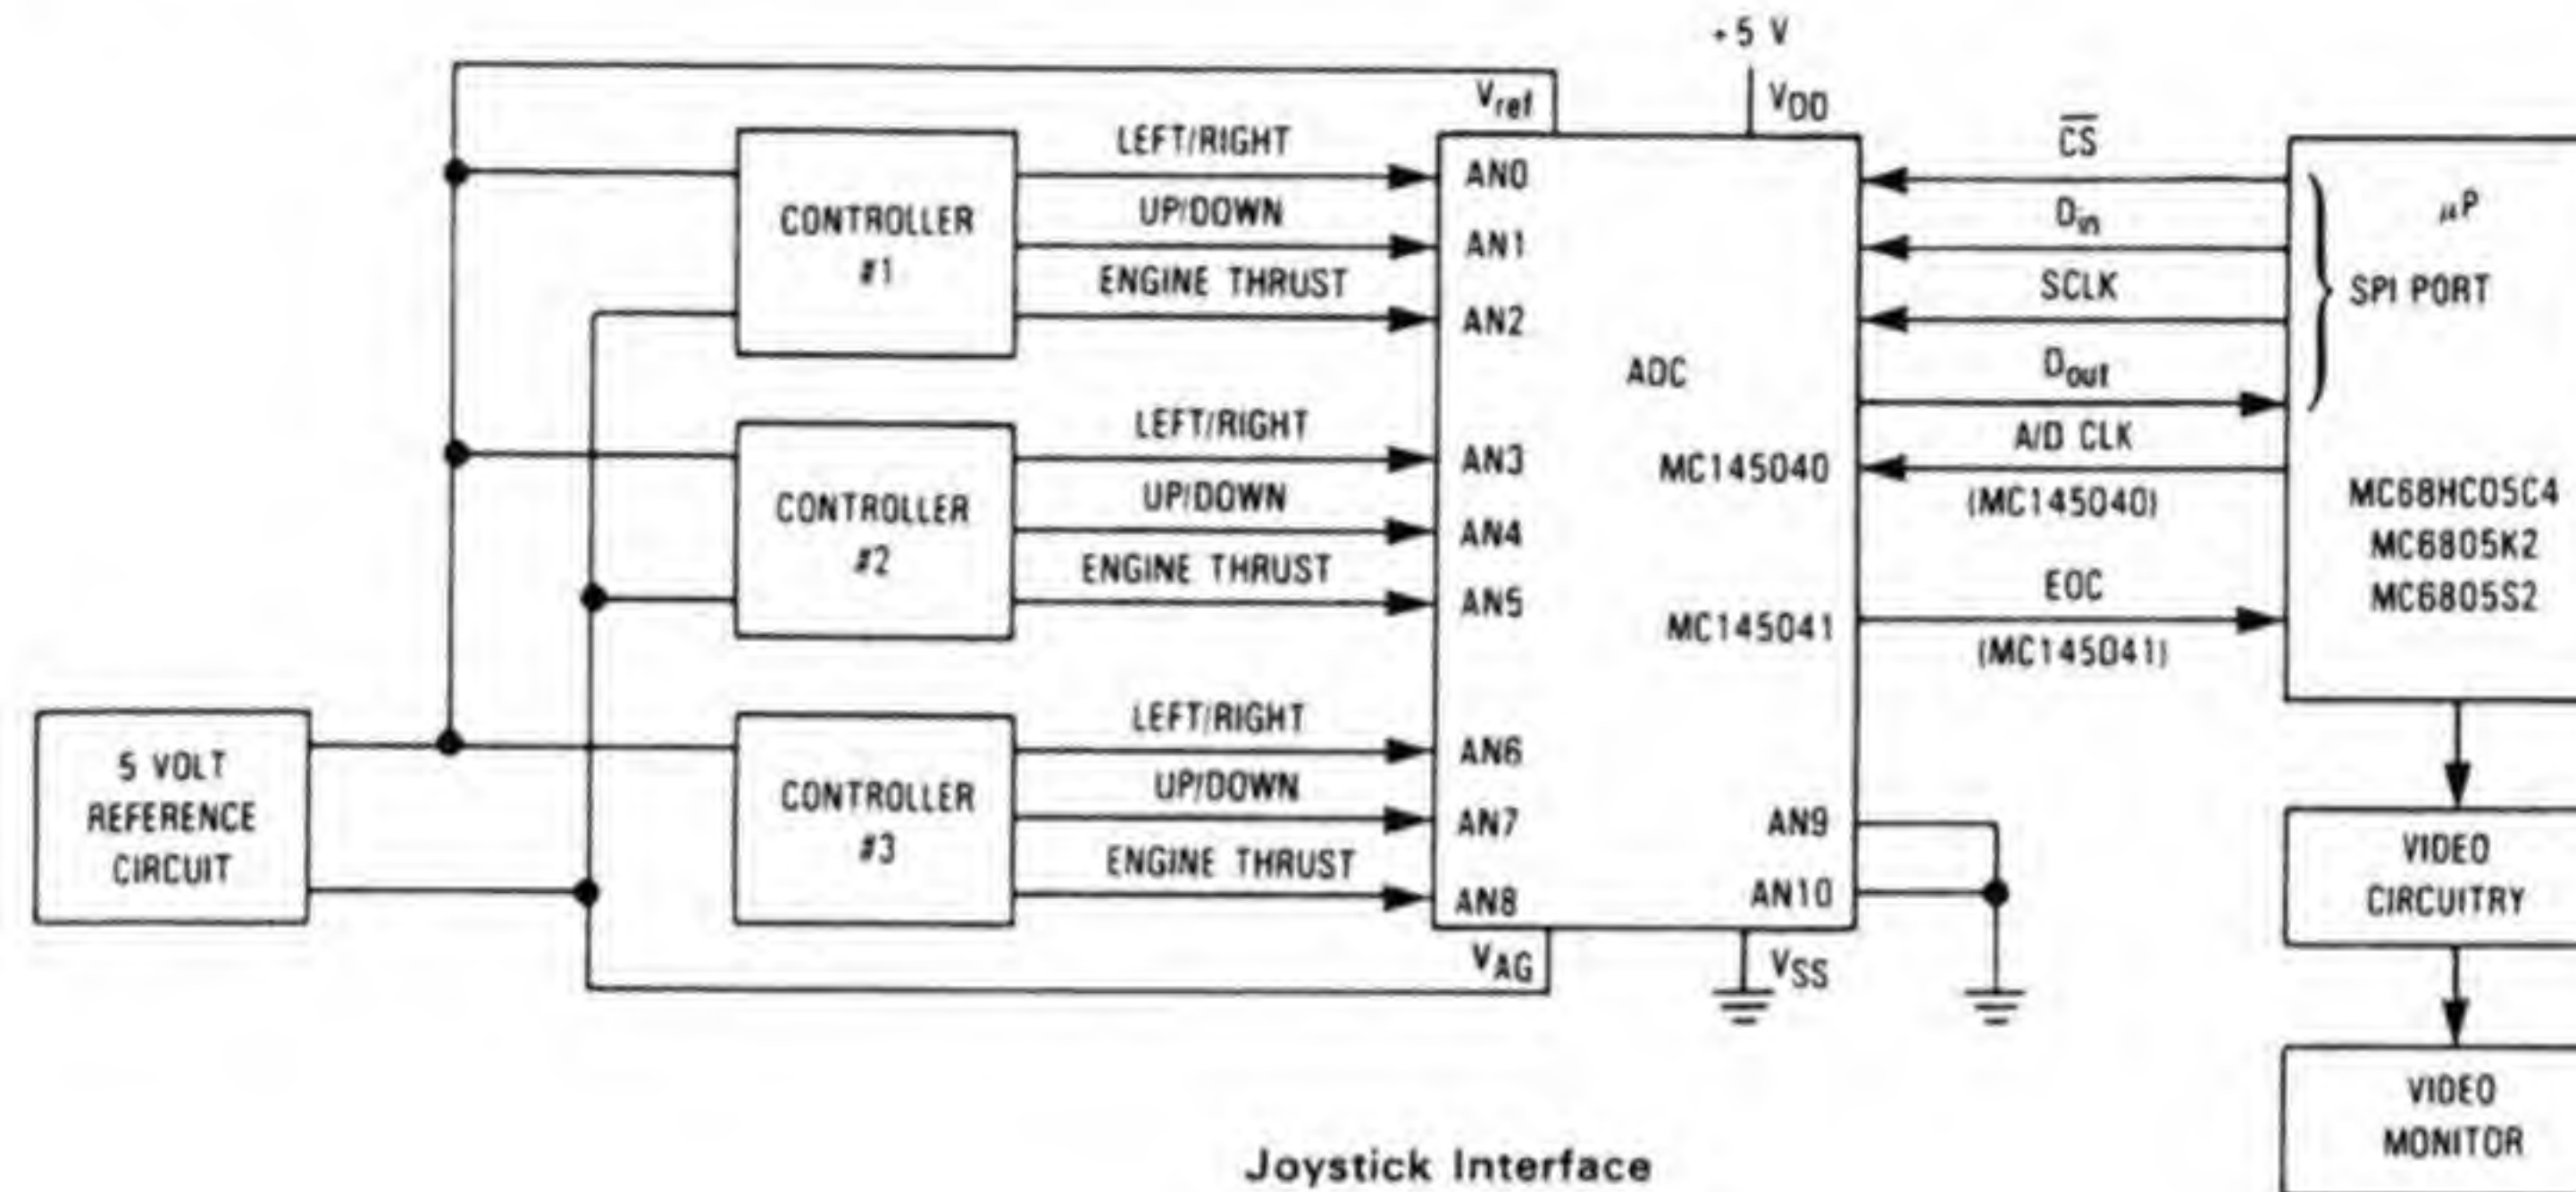 +5 V
Vref
VDD
CONTROLLER
#1
LEFT/RIGHT
UP/DOWN
ENGINE THRUST
AN0
AN1
AN2
CONTROLLER
#2
LEFT/RIGHT
UP/DOWN
ENGINE THRUST
AN3
AN4
AN5
5 VOLT
REFERENCE
CIRCUIT
CONTROLLER
#3
LEFT/RIGHT
UP/DOWN
ENGINE THRUST
AN6
AN7
AN8
VAG
ADC
MC145040
MC145041
AN9
AN10
VSS
C̅S̅
Din
SCLK
Dout
A/D CLK
(MC145040)
EOC
(MC145041)
μP
SPI PORT
MC68HC05C4
MC6805K2
MC6805S2
VIDEO
CIRCUITRY
VIDEO
MONITOR
Joystick Interface